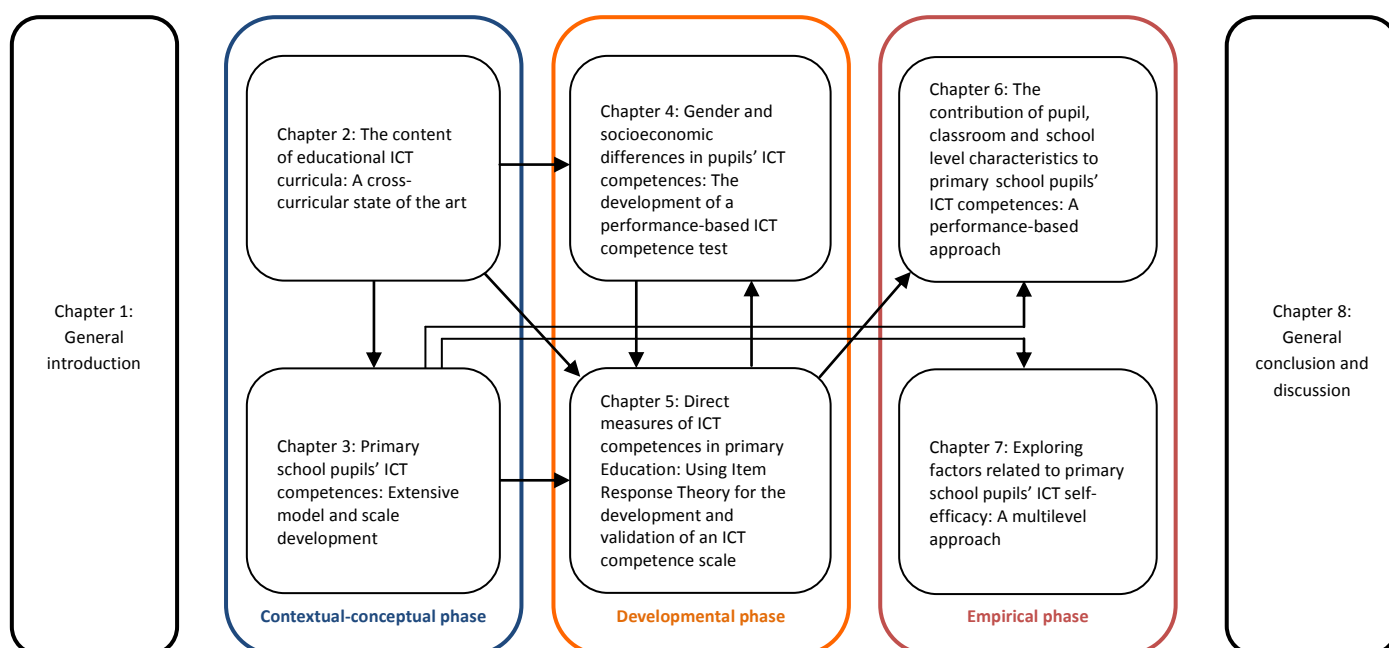 Chapter 1:
General
introduction
Chapter 2: The content
of educational ICT
curricula: A cross-
curricular state of the art
Chapter 3: Primary
school pupils’ ICT
competences: Extensive
model and scale
development
Contextual-conceptual phase
Chapter 4: Gender and
socioeconomic
differences in pupils’ ICT
competences: The
development of a
performance-based ICT
competence test
Chapter 5: Direct
measures of ICT
competences in primary
Education: Using Item
Response Theory for the
development and
validation of an ICT
competence scale
Developmental phase
Chapter 6: The
contribution of pupil,
classroom and school
level characteristics to
primary school pupils’
ICT competences: A
performance-based
approach
Chapter 7: Exploring
factors related to primary
school pupils’ ICT self-
efficacy: A multilevel
approach
Empirical phase
Chapter 8:
General
conclusion and
discussion